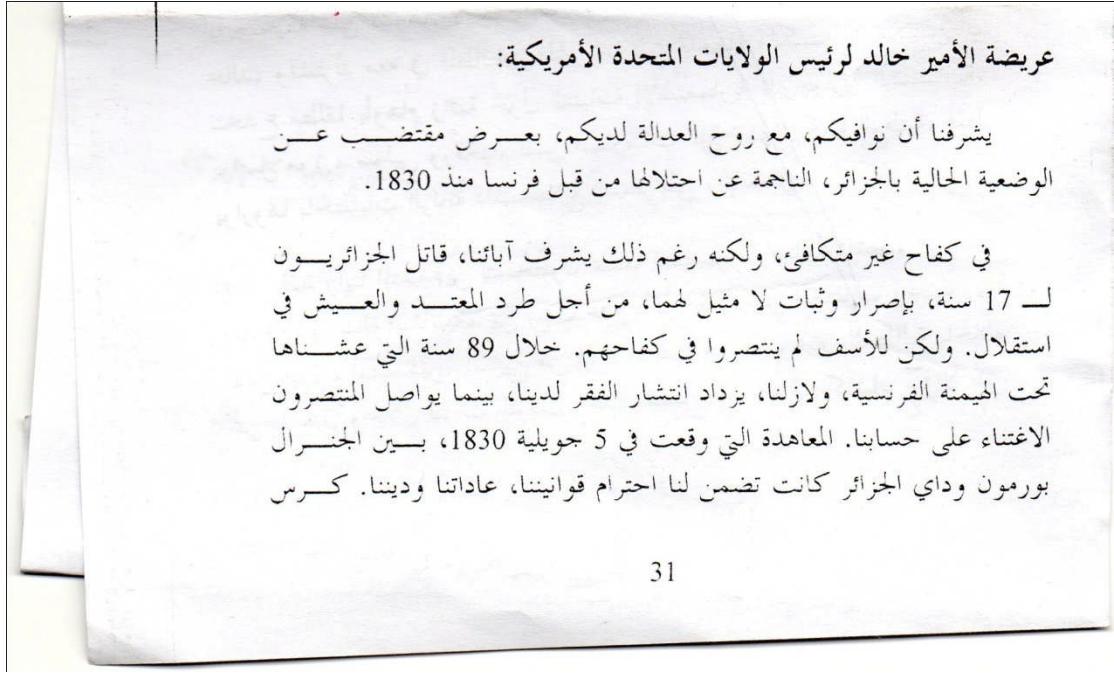 عريضة الأمير خالد لرئيس الولايات المتحدة الأمريكية:
يشرفنا أن نوافيكم، مع روح العدالة لديكم، بعرض مقتضب عن
الوضعية الحالية بالجزائر، الناجمة عن احتلالها من قبل فرنسا منذ 1830.
في كفاح غير متكافئ، ولكنه رغم ذلك يشرف آبائنا، قاتل الجزائريون
لـ 17 سنة، بإصرار وثبات لا مثيل لهما، من أجل طرد المعتد والعيش في
استقلال. ولكن للأسف لم ينتصروا في كفاحهم. خلال 89 سنة التي عشناها
تحت الهيمنة الفرنسية، ولازلنا، يزداد انتشار الفقر لدينا، بينما يواصل المنتصرون
الاغتناء على حسابنا. المعاهدة التي وقعت في 5 جويلية 1830، بين الجنرال
بورمون وداي الجزائر كانت تضمن لنا احترام قوانيننا، عاداتنا وديننا. كرس
31